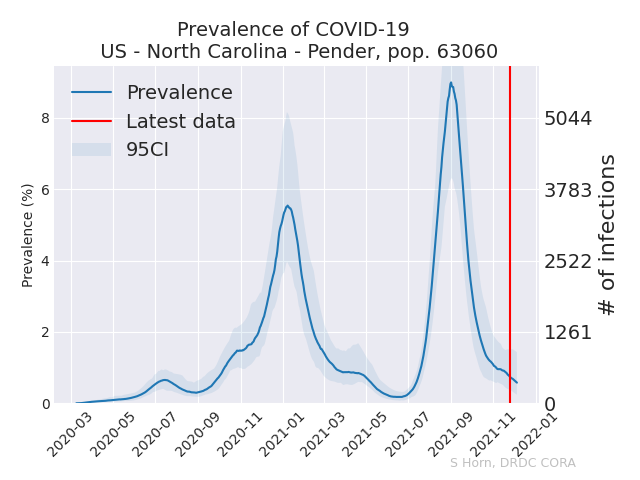 Prevalence of COVID-19
US - North Carolina - Pender, pop. 63060
Prevalence
Latest data
95CI
Prevalence (%)
8
6
4
2
0
5044
3783
2522
1261
0
# of infections
2020-03
2020-05
2020-07
2020-09
2020-11
2021-01
2021-03
2021-05
2021-07
2021-09
2021-11
2022-01
S Horn, DRDC CORA